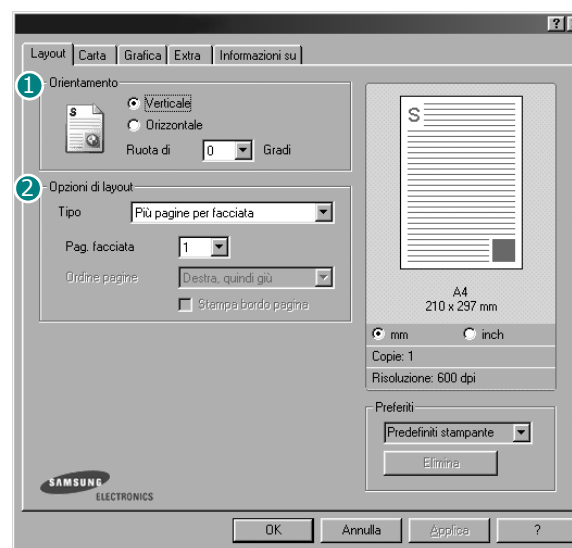 ?
Layout Carta Grafica Extra Informazioni su
1 Orientamento
S
Verticale
Orizzontale
Ruota di 0 Gradi
2 Opzioni di layout
Tipo Più pagine per facciata
Pag. facciata 1
Ordine pagine Destra, quindi giù
Stampa bordo pagina
S
A4
210 x 297 mm
mm inch
Copie: 1
Risoluzione: 600 dpi
Preferiti
Predefiniti stampante
Elimina
SAMSUNG
ELECTRONICS
OK Annulla Applica ?